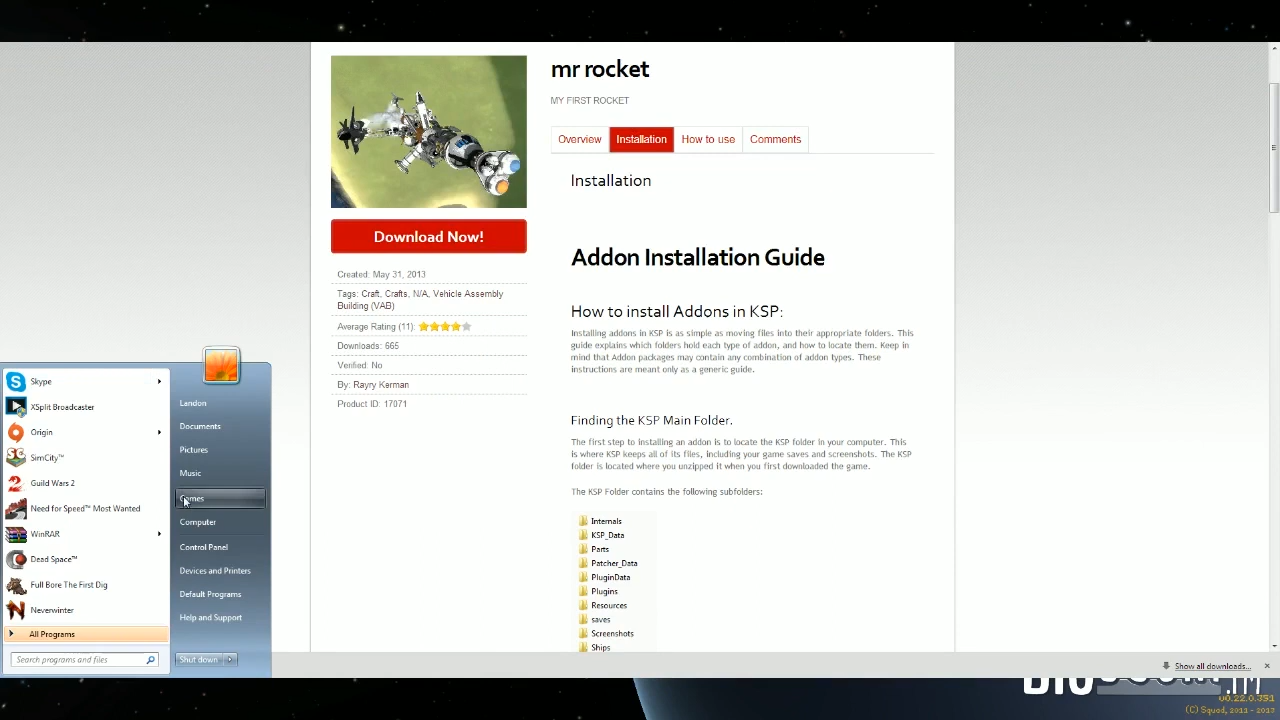 mr rocket
MY FIRST ROCKET
Overview
Installation
How to use
Comments
Installation
Download Now!
Addon Installation Guide
Created: May 31, 2013
Tags: Craft, Crafts, N/A, Vehicle Assembly
Building (VAB)
Average Rating (11):
Downloads: 665
Verified: No
By: Rayry Kerman
Product ID: 17071
How to install Addons in KSP:
Installing addons in KSP is as simple as moving files into their appropriate folders. This
guide explains which folders hold each type of addon, and how to locate them. Keep in
mind that Addon packages may contain any combination of addon types. These
instructions are meant only as a generic guide.
Finding the KSP Main Folder.
The first step to installing an addon is to locate the KSP folder in your computer. This
is where KSP keeps all of its files, including your game saves and screenshots. The KSP
folder is located where you unzipped it when you first downloaded the game.
The KSP Folder contains the following subfolders:
Internals
KSP_Data
Parts
Patcher_Data
PluginData
Plugins
Resources
saves
Screenshots
Ships
Skype
XSplit Broadcaster
Origin
SimCity™
Guild Wars 2
Need for Speed™ Most Wanted
WinRAR
Dead Space™
Full Bore The First Dig
Neverwinter
All Programs
Search programs and files
Landon
Documents
Pictures
Music
Games
Computer
Control Panel
Devices and Printers
Default Programs
Help and Support
Shut down
Show all downloads...
v0.22.0.351
(C) Squad, 2011 - 2013